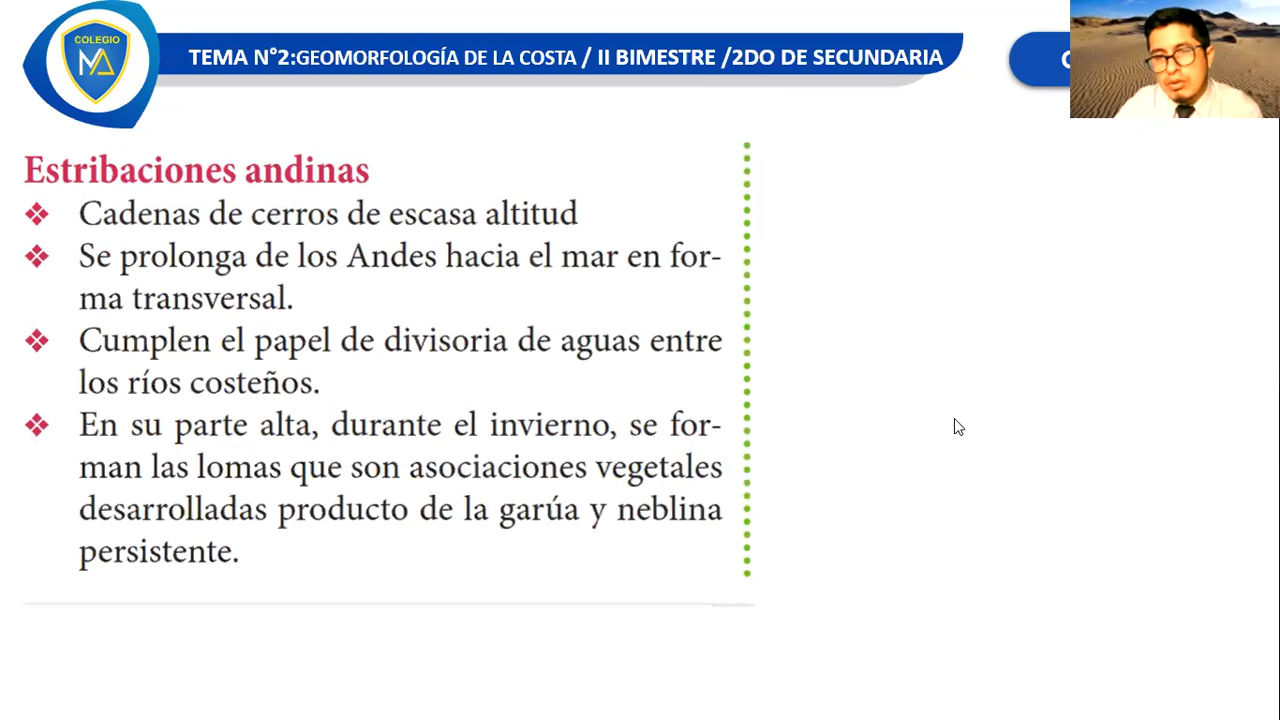 COLEGIO
MA
TEMA N°2:GEOMORFOLOGÍA DE LA COSTA / II BIMESTRE /2DO DE SECUNDARIA
Estribaciones andinas
❖ Cadenas de cerros de escasa altitud
❖ Se prolonga de los Andes hacia el mar en for-
ma transversal.
❖ Cumplen el papel de divisoria de aguas entre
los ríos costeños.
❖ En su parte alta, durante el invierno, se for-
man las lomas que son asociaciones vegetales
desarrolladas producto de la garúa y neblina
persistente.